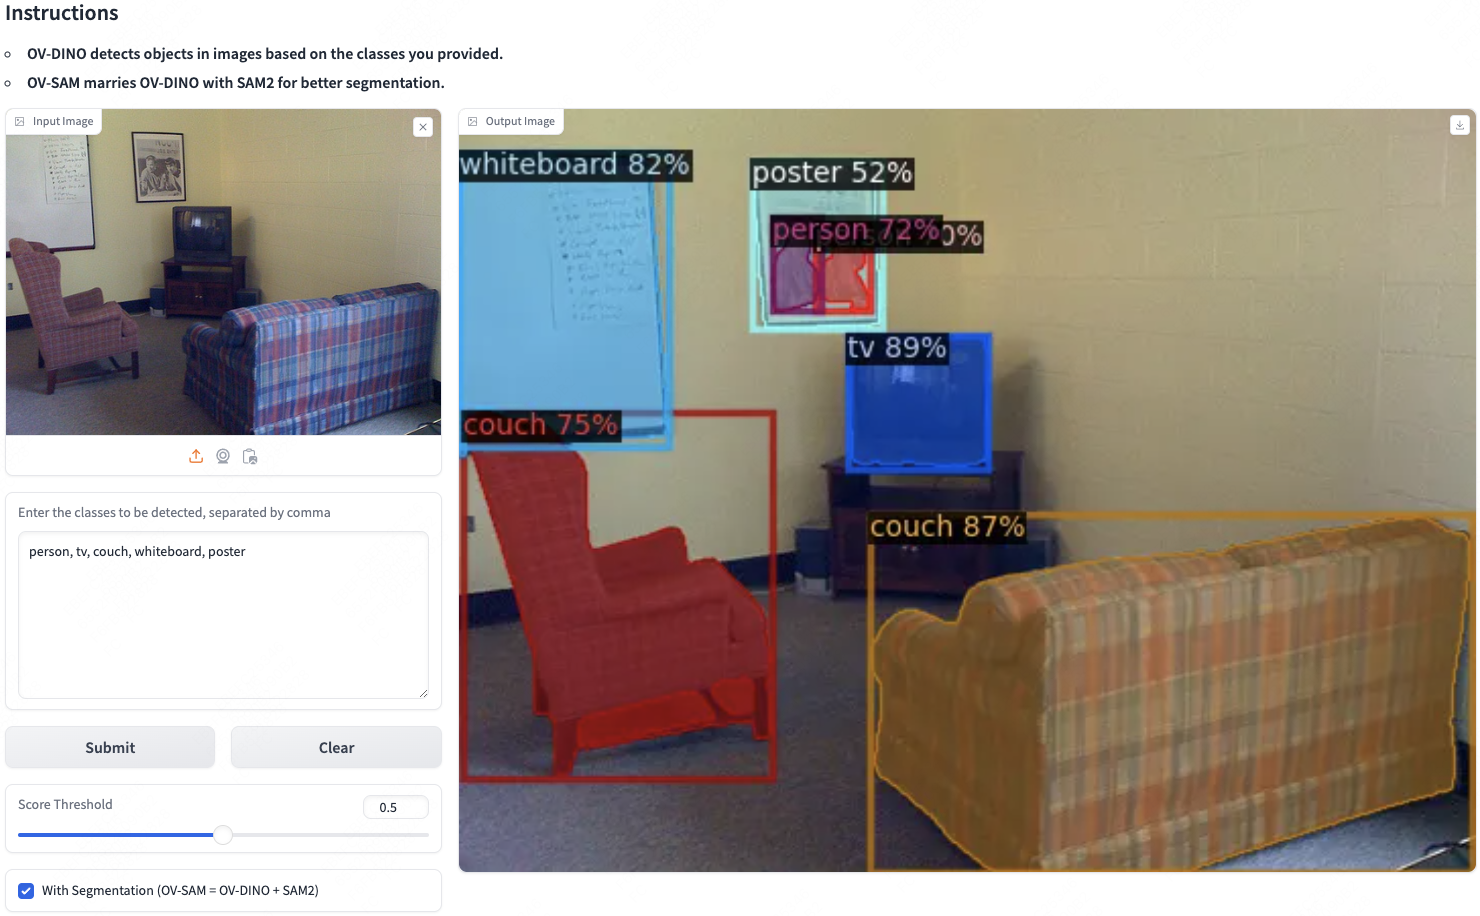 Instructions
OV-DINO detects objects in images based on the classes you provided.
OV-SAM marries OV-DINO with SAM2 for better segmentation.
Input Image
Output Image
whiteboard 82%
poster 52%
person 72%
0%
tv 89%
couch 75%
couch 87%
Enter the classes to be detected, separated by comma
person, tv, couch, whiteboard, poster
Submit
Clear
Score Threshold
0.5
With Segmentation (OV-SAM = OV-DINO + SAM2)